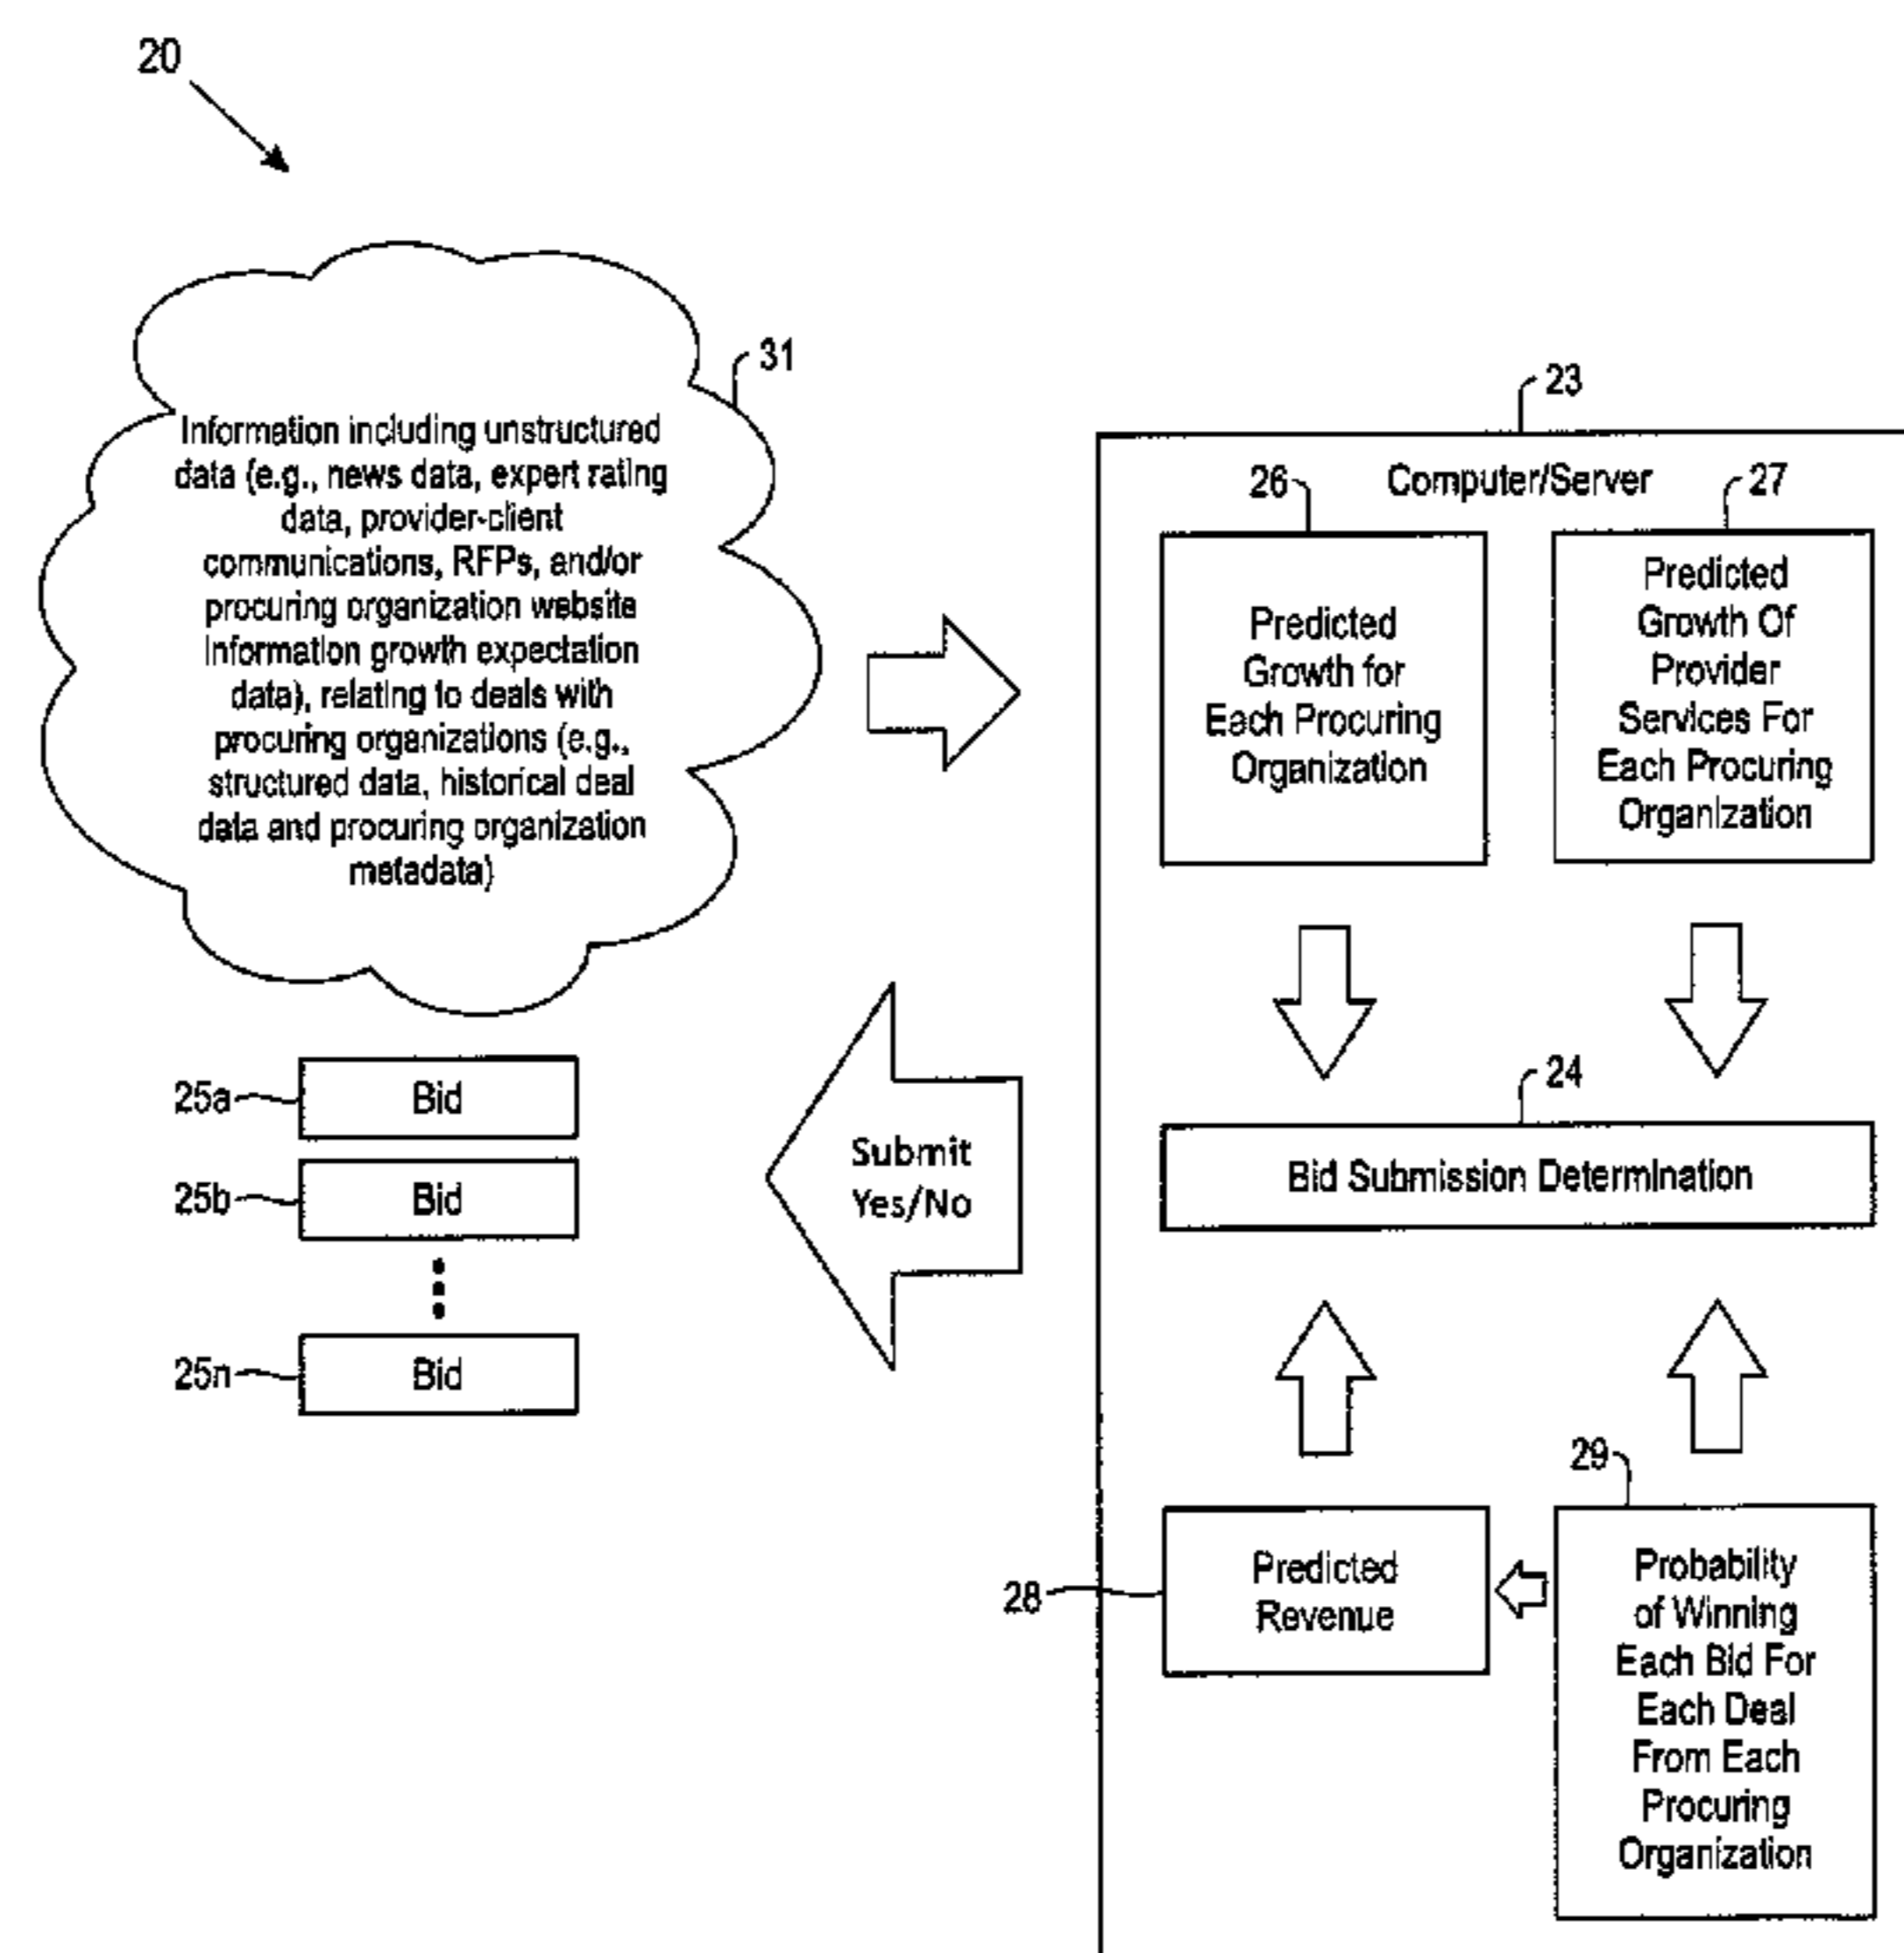 20
31
Information including unstructured
data (e.g., news data, expert rating
data, provider-client
communications, RFPs, and/or
procuring organization website
information growth expectation
data), relating to deals with
procuring organizations (e.g.,
structured data, historical deal
data and procuring organization
metadata)
25a
Bid
25b
Bid
25n
Bid
Submit
Yes/No
23
Computer/Server
26
Predicted
Growth for
Each Procuring
Organization
27
Predicted
Growth Of
Provider
Services For
Each Procuring
Organization
24
Bid Submission Determination
28
Predicted
Revenue
29
Probability
of Winning
Each Bid For
Each Deal
From Each
Procuring
Organization